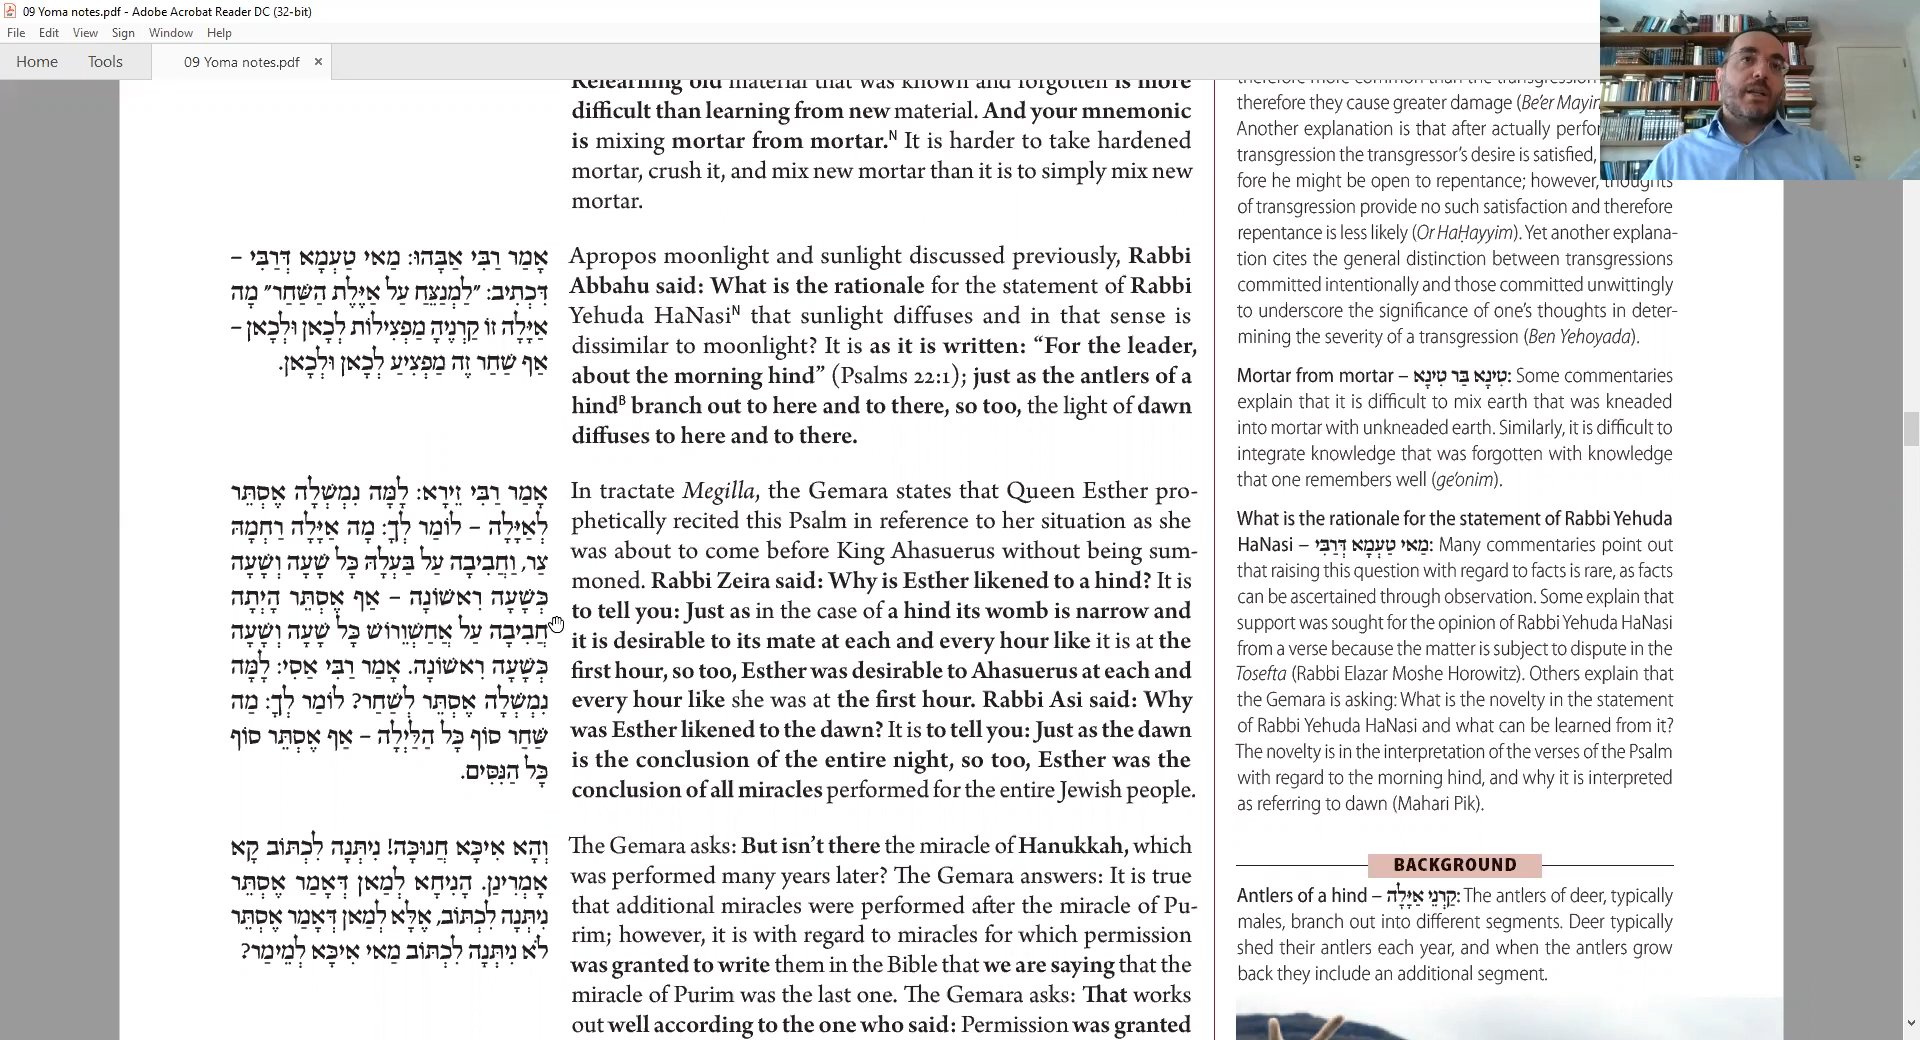 09 Yoma notes.pdf - Adobe Acrobat Reader DC (32-bit)
File Edit View Sign Window Help
Home Tools 09 Yoma notes.pdf ×
Relearning old material that was known and forgotten is more
difficult than learning from new material. And your mnemonic
is mixing mortar from mortar.N It is harder to take hardened
mortar, crush it, and mix new mortar than it is to simply mix new
mortar.
אָמַר רַבִּי אַבָּהוּ: מַאי טַעְמָא דְּרַבִּי –
דִּכְתִיב: ״לַמְנַצֵּחַ עַל אַיֶּלֶת הַשַּׁחַר״ מָה
אַיָּלָה זוֹ קַרְנֶיהָ מַפְצִילוֹת לְכָאן וּלְכָאן –
אַף שַׁחַר זֶה מַפְצִיעַ לְכָאן וּלְכָאן.
Apropos moonlight and sunlight discussed previously, Rabbi
Abbahu said: What is the rationale for the statement of Rabbi
Yehuda HaNasiN that sunlight diffuses and in that sense is
dissimilar to moonlight? It is as it is written: “For the leader,
about the morning hind” (Psalms 22:1); just as the antlers of a
hindB branch out to here and to there, so too, the light of dawn
diffuses to here and to there.
אָמַר רַבִּי זֵירָא: לָמָּה נִמְשְׁלָה אֶסְתֵּר
לְאַיָּלָה – לוֹמַר לְךָ: מָה אַיָּלָה רַחְמָהּ
צַר, וַחֲבִיבָה עַל בַּעְלָהּ כָּל שָׁעָה וְשָׁעָה
כְּשָׁעָה רִאשׁוֹנָה – אַף אֶסְתֵּר הָיְתָה
חֲבִיבָה עַל אֲחַשְׁוֵרוֹשׁ כָּל שָׁעָה וְשָׁעָה
כְּשָׁעָה רִאשׁוֹנָה. אָמַר רַבִּי אַסִי: לָמָּה
נִמְשְׁלָה אֶסְתֵּר לְשַׁחַר? לוֹמַר לְךָ: מַה
שַּׁחַר סוֹף כָּל הַלַּיְלָה – אַף אֶסְתֵּר סוֹף
כָּל הַנִּסִּים.
In tractate Megilla, the Gemara states that Queen Esther pro-
phetically recited this Psalm in reference to her situation as she
was about to come before King Ahasuerus without being sum-
moned. Rabbi Zeira said: Why is Esther likened to a hind? It is
to tell you: Just as in the case of a hind its womb is narrow and
it is desirable to its mate at each and every hour like it is at the
first hour, so too, Esther was desirable to Ahasuerus at each and
every hour like she was at the first hour. Rabbi Asi said: Why
was Esther likened to the dawn? It is to tell you: Just as the dawn
is the conclusion of the entire night, so too, Esther was the
conclusion of all miracles performed for the entire Jewish people.
וְהָא אִיכָּא חֲנוּכָּה! נִיתְּנָה לִכְתּוֹב קָא
אָמְרִינַן. הָנִיחָא לְמַאן דְּאָמַר אֶסְתֵּר
נִיתְּנָה לִכְתּוֹב, אֶלָּא לְמַאן דְּאָמַר אֶסְתֵּר
לֹא נִיתְּנָה לִכְתּוֹב מַאי אִיכָּא לְמֵימַר?
The Gemara asks: But isn’t there the miracle of Hanukkah, which
was performed many years later? The Gemara answers: It is true
that additional miracles were performed after the miracle of Pu-
rim; however, it is with regard to miracles for which permission
was granted to write them in the Bible that we are saying that the
miracle of Purim was the last one. The Gemara asks: That works
out well according to the one who said: Permission was granted
therefore more common than the transgression
therefore they cause greater damage (Be’er Mayim
Another explanation is that after actually perfor
transgression the transgressor’s desire is satisfied,
fore he might be open to repentance; however, thoughts
of transgression provide no such satisfaction and therefore
repentance is less likely (Or HaḤayyim). Yet another explana-
tion cites the general distinction between transgressions
committed intentionally and those committed unwittingly
to underscore the significance of one’s thoughts in deter-
mining the severity of a transgression (Ben Yehoyada).
Mortar from mortar – טִינָא בַּר טִינָא: Some commentaries
explain that it is difficult to mix earth that was kneaded
into mortar with unkneaded earth. Similarly, it is difficult to
integrate knowledge that was forgotten with knowledge
that one remembers well (ge’onim).
What is the rationale for the statement of Rabbi Yehuda
HaNasi – מַאי טַעְמָא דְּרַבִּי: Many commentaries point out
that raising this question with regard to facts is rare, as facts
can be ascertained through observation. Some explain that
support was sought for the opinion of Rabbi Yehuda HaNasi
from a verse because the matter is subject to dispute in the
Tosefta (Rabbi Elazar Moshe Horowitz). Others explain that
the Gemara is asking: What is the novelty in the statement
of Rabbi Yehuda HaNasi and what can be learned from it?
The novelty is in the interpretation of the verses of the Psalm
with regard to the morning hind, and why it is interpreted
as referring to dawn (Mahari Pik).
BACKGROUND
Antlers of a hind – קַרְנֵי אַיָּלָה: The antlers of deer, typically
males, branch out into different segments. Deer typically
shed their antlers each year, and when the antlers grow
back they include an additional segment.